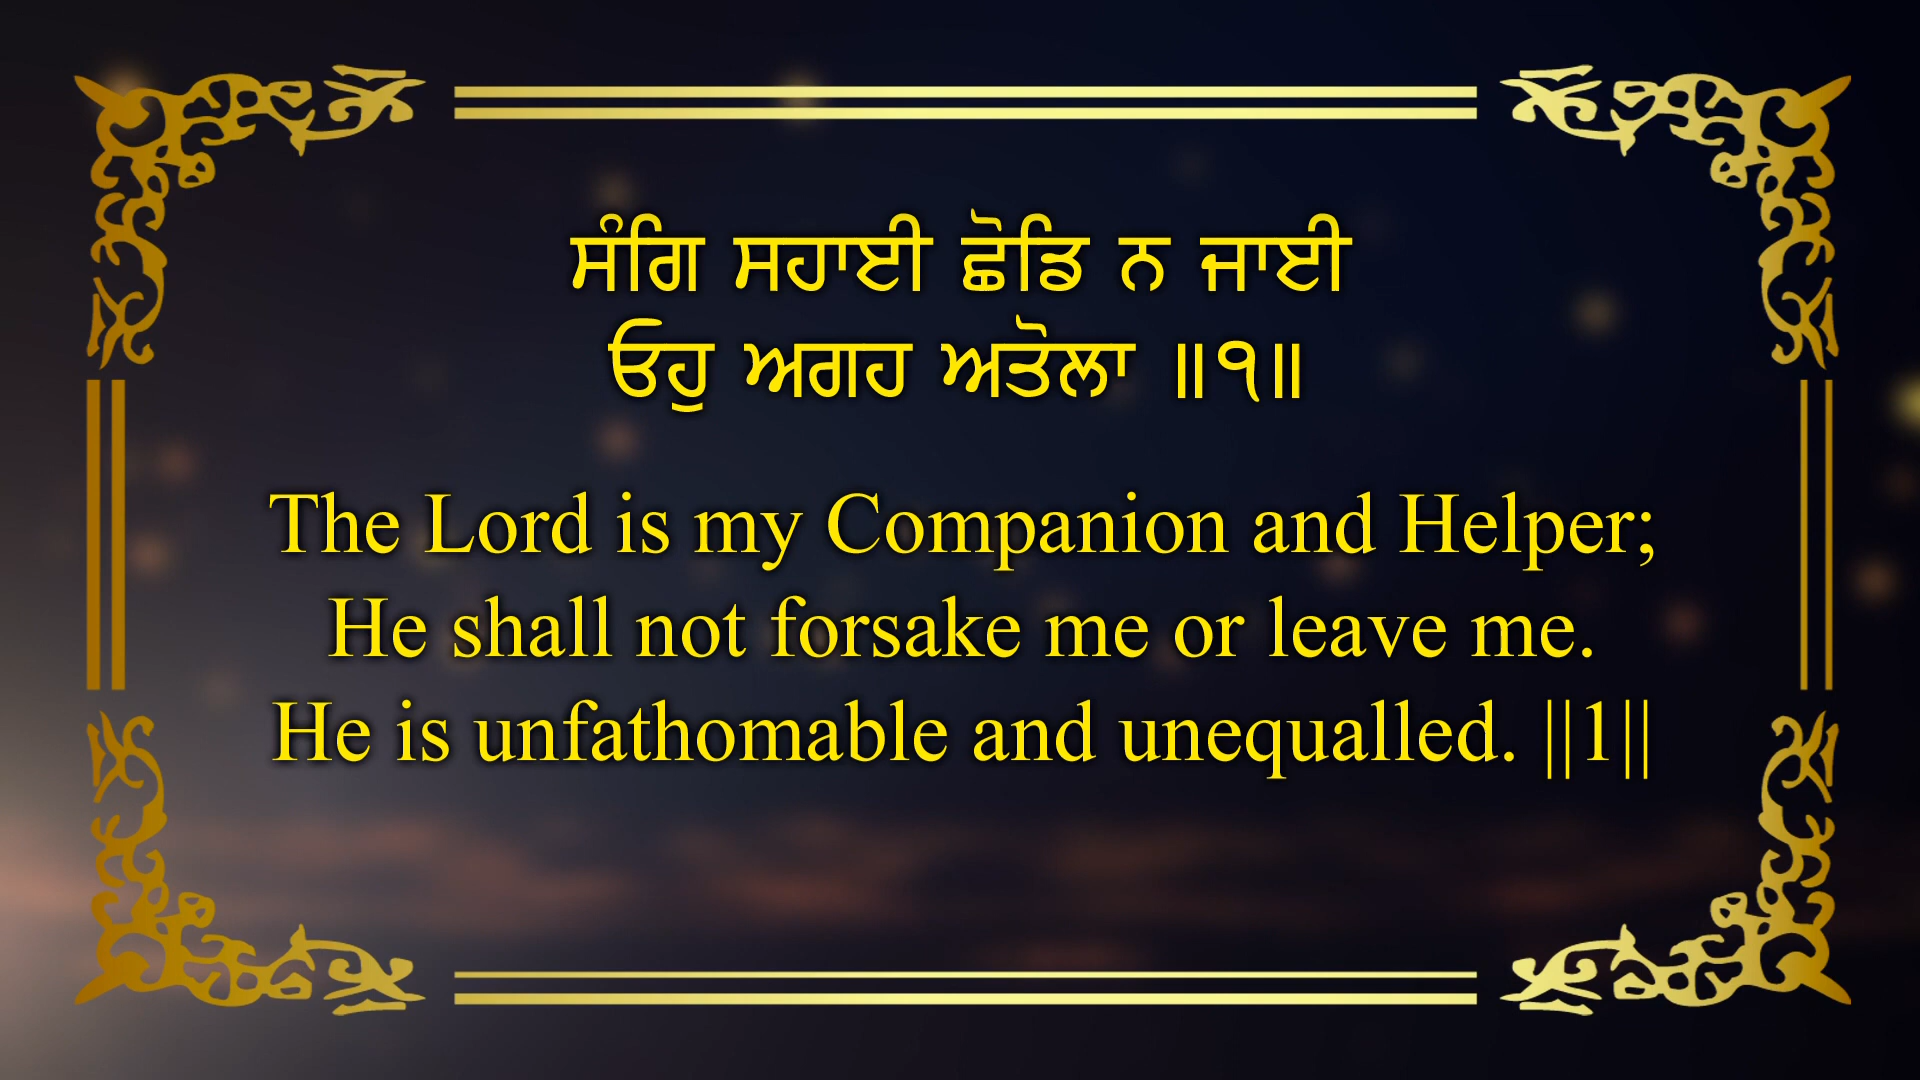 ਸੰਗਿ ਸਹਾਈ ਛੋਡਿ ਨ ਜਾਈ
ਓਹੁ ਅਗਹ ਅਤੋਲਾ ॥੧॥
The Lord is my Companion and Helper;
He shall not forsake me or leave me.
He is unfathomable and unequalled. ||1||